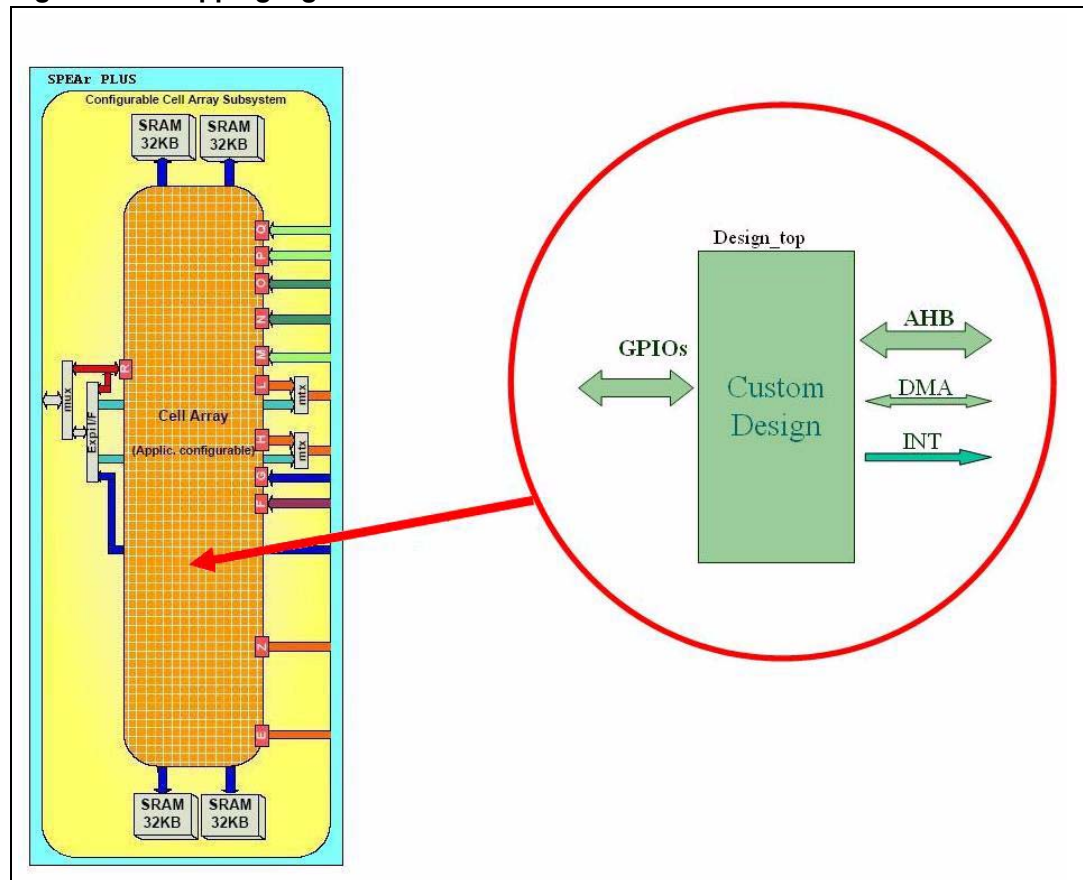 SPEAr PLUS
Configurable Cell Array Subsystem
SRAM
32KB
SRAM
32KB
Q
P
O
N
M
L
mtx
R
mux
Expi I/F
Cell Array
(Applic. configurable)
H
mtx
G
F
Z
E
SRAM
32KB
SRAM
32KB
Design_top
GPIOs
Custom
Design
AHB
DMA
INT